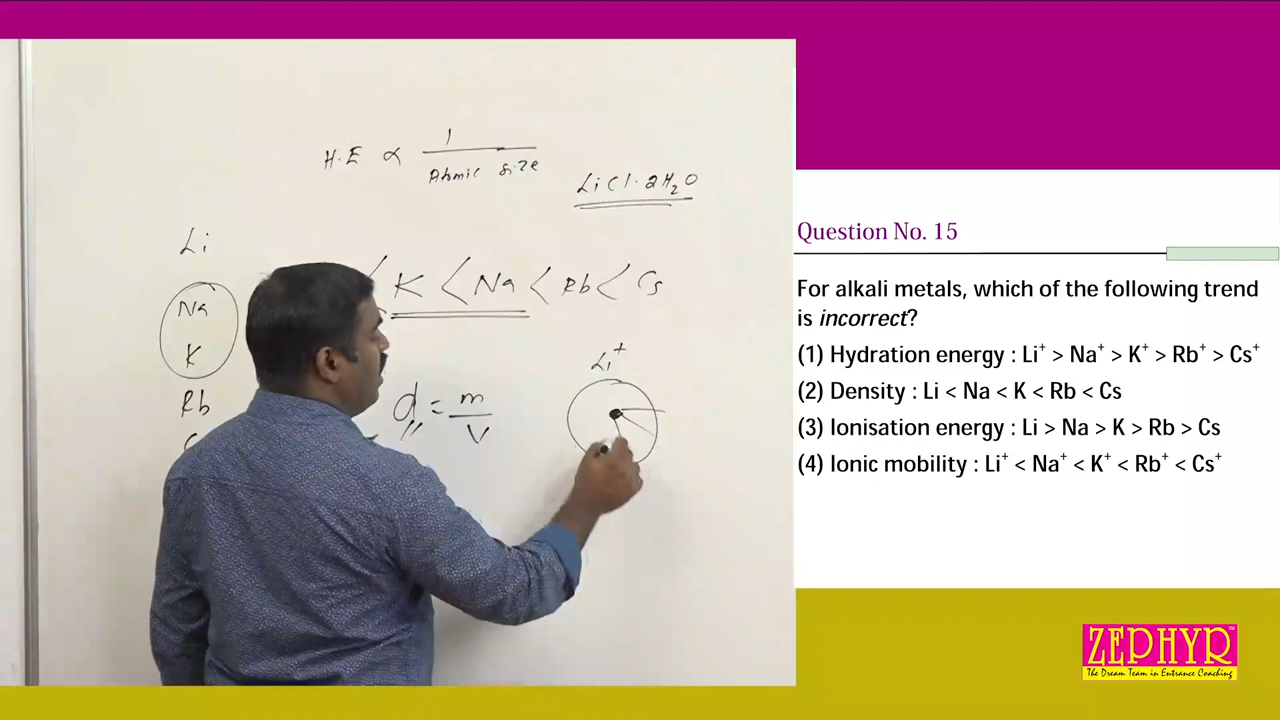 H.E ∝ 1 / Atomic size
LiCl·2H₂O
Li
Na
K
Rb
< K < Na < Rb < Cs
d = m / V
Li⁺
Question No. 15
For alkali metals, which of the following trend
is incorrect?
(1) Hydration energy : Li⁺ > Na⁺ > K⁺ > Rb⁺ > Cs⁺
(2) Density : Li < Na < K < Rb < Cs
(3) Ionisation energy : Li > Na > K > Rb > Cs
(4) Ionic mobility : Li⁺ < Na⁺ < K⁺ < Rb⁺ < Cs⁺
ZEPHYR™
The Dream Team in Entrance Coaching